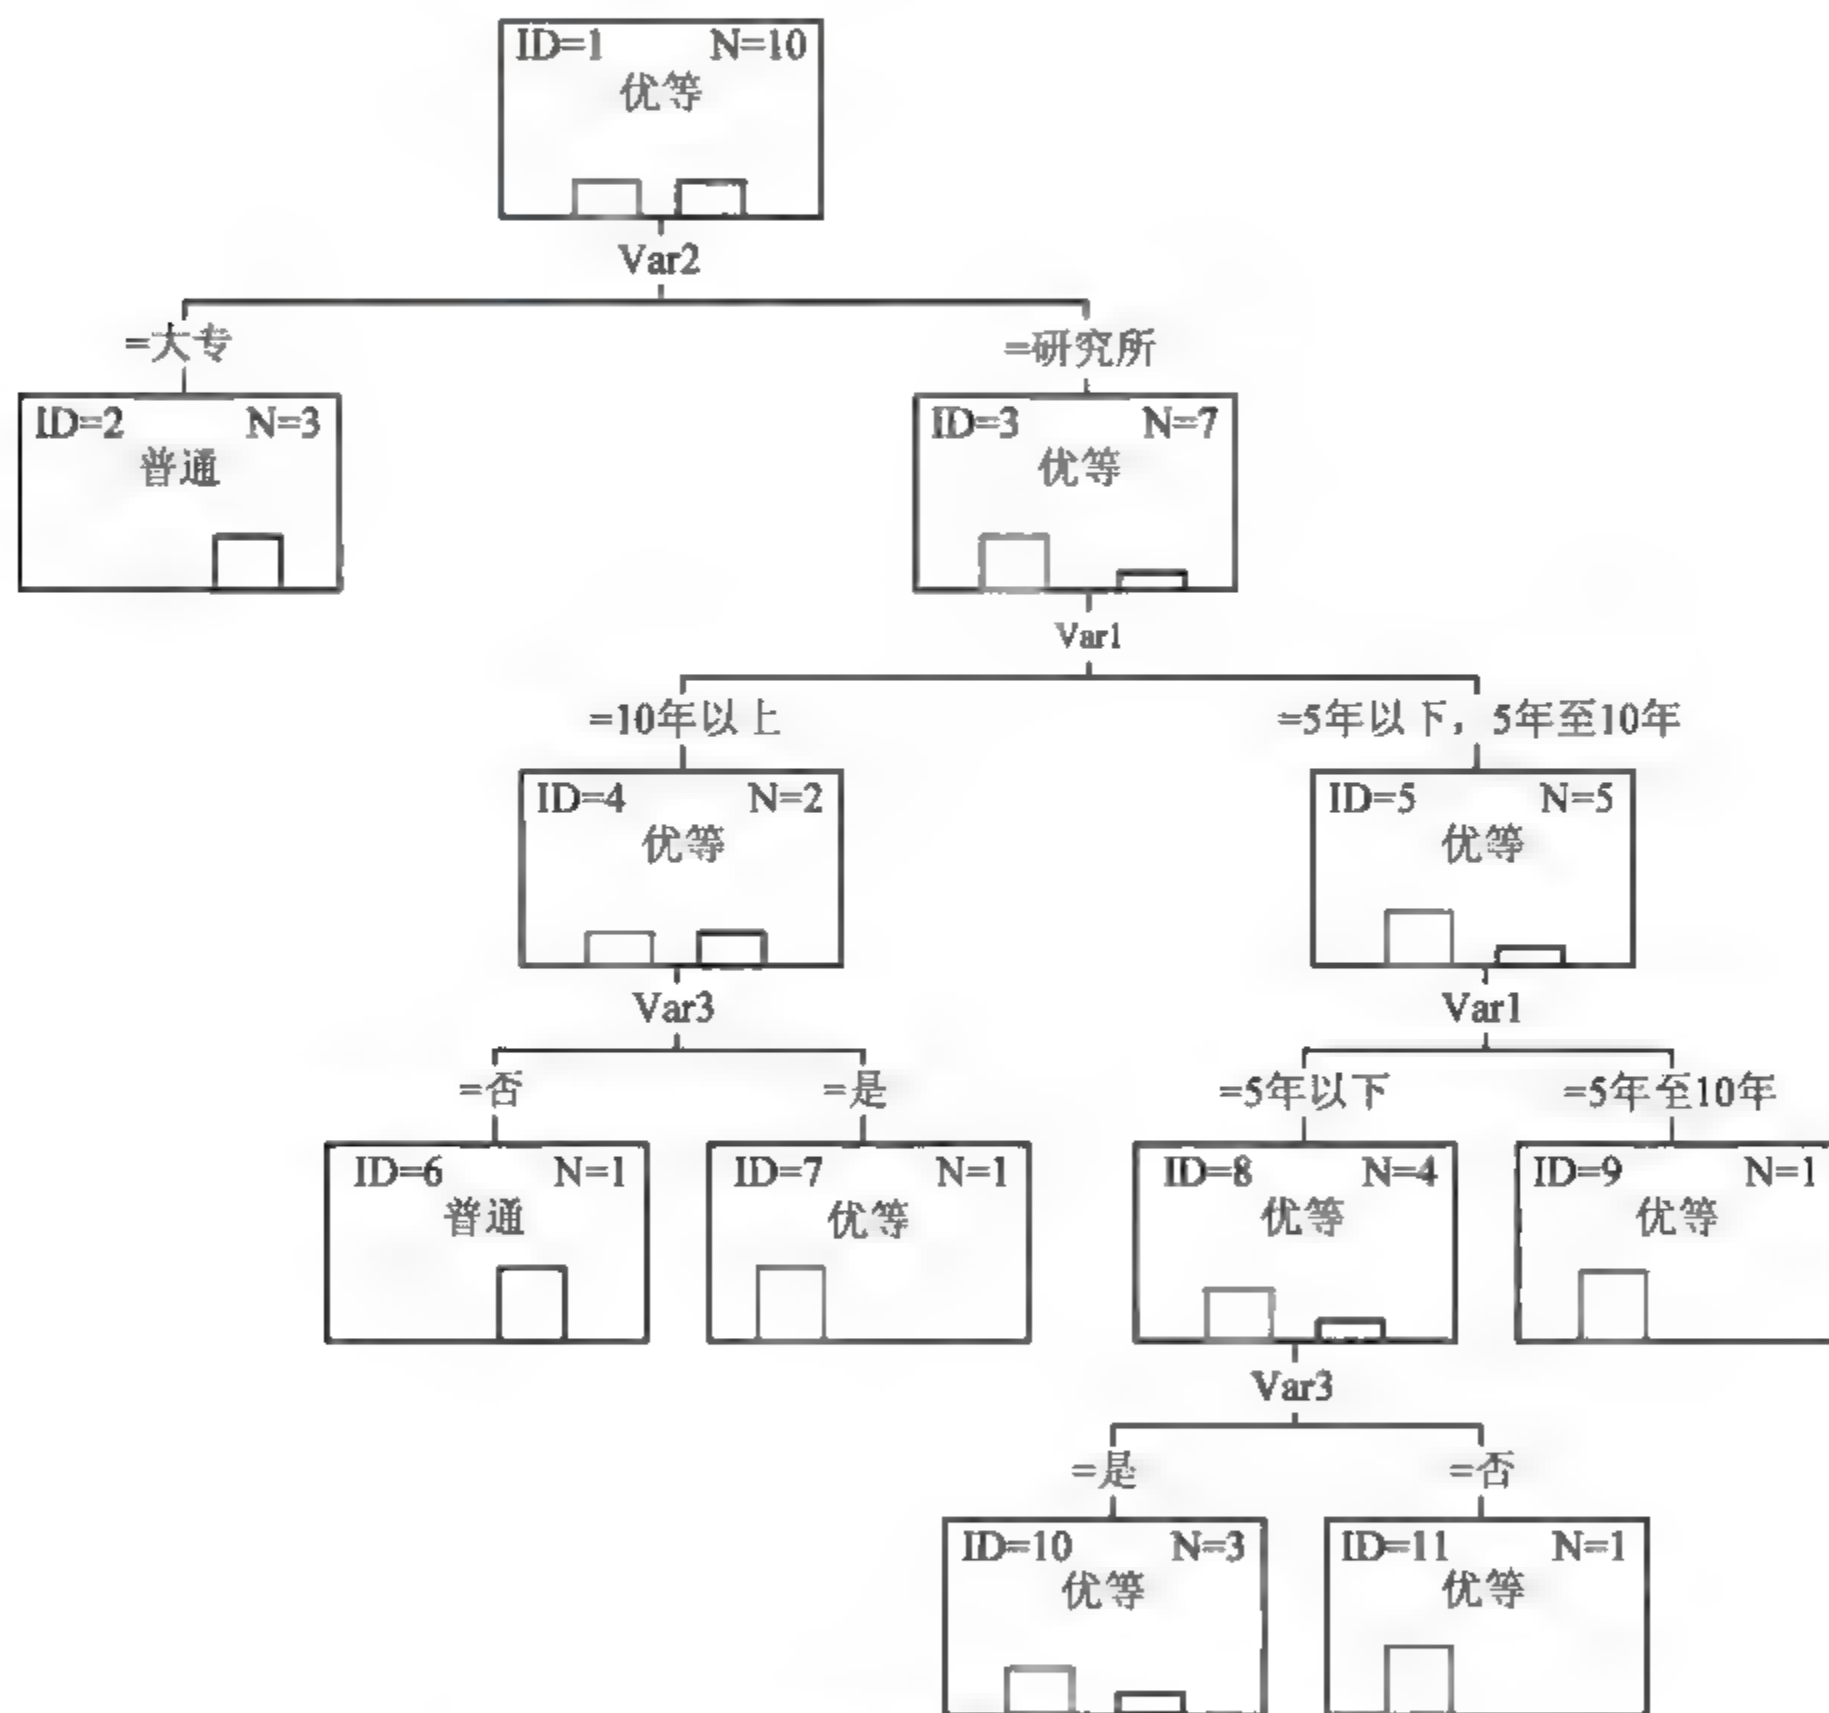 ID=1 N=10
优等
Var2
=大专 =研究所
ID=2 N=3
普通
ID=3 N=7
优等
Var1
=10年以上 =5年以下，5年至10年
ID=4 N=2
优等
ID=5 N=5
优等
Var3 Var1
=否 =是 =5年以下 =5年至10年
ID=6 N=1
普通
ID=7 N=1
优等
ID=8 N=4
优等
ID=9 N=1
优等
Var3
=是 =否
ID=10 N=3
优等
ID=11 N=1
优等